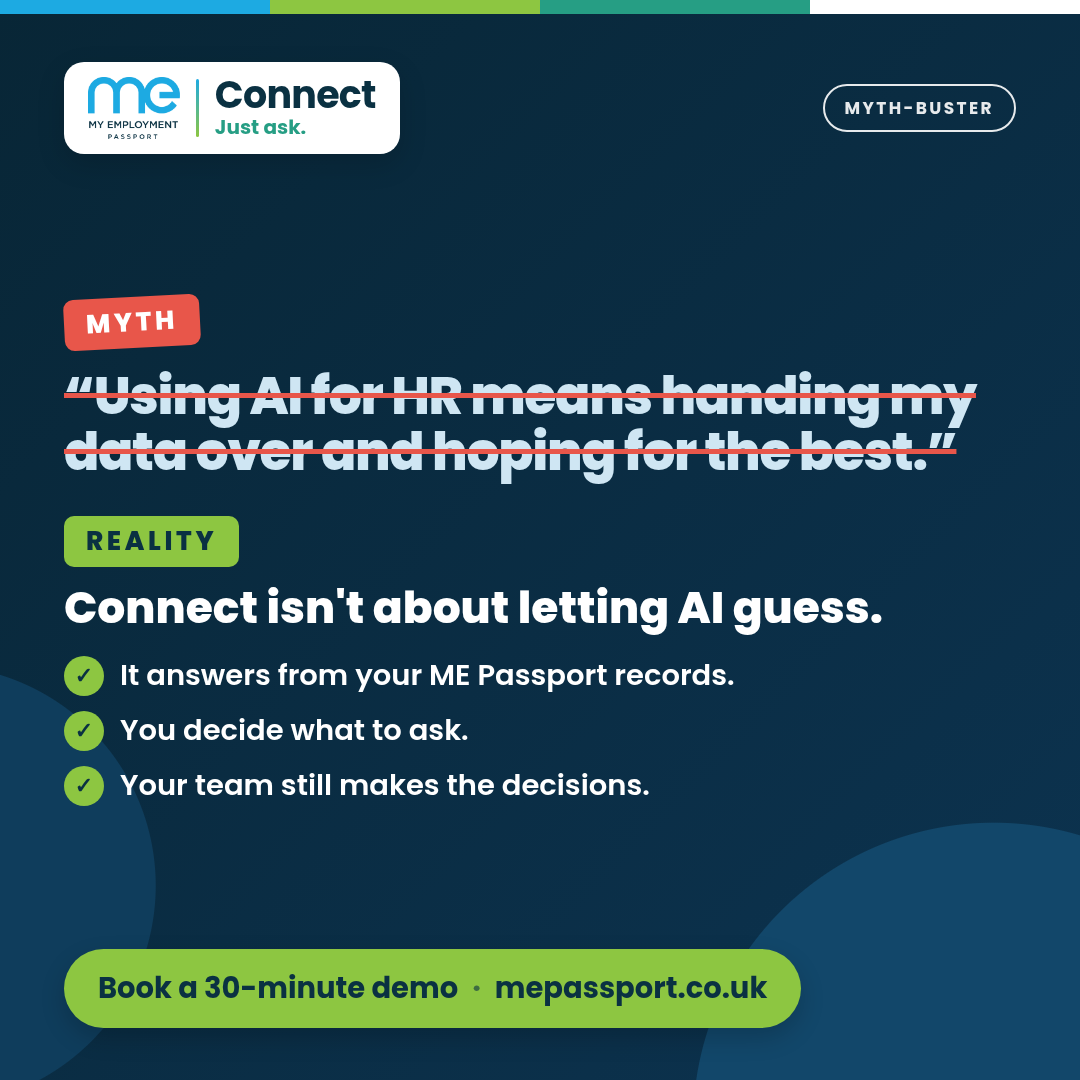 me
MY EMPLOYMENT
PASSPORT
Connect
Just ask.
MYTH-BUSTER
MYTH
“Using AI for HR means handing my
data over and hoping for the best.”
REALITY
Connect isn't about letting AI guess.
✓ It answers from your ME Passport records.
✓ You decide what to ask.
✓ Your team still makes the decisions.
Book a 30-minute demo · mepassport.co.uk